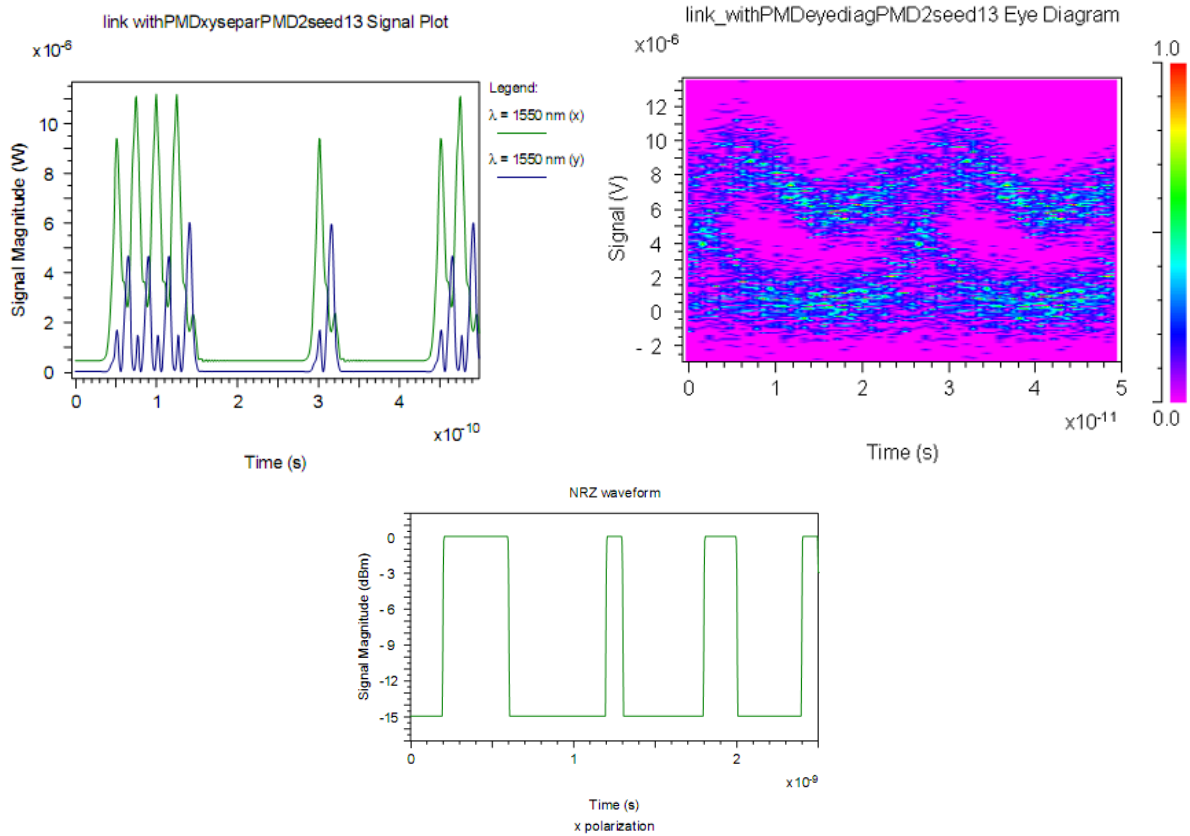 link withPMDxyseparPMD2seed13 Signal Plot
x10-6
Signal Magnitude (W)
10
8
6
4
2
0
0 1 2 3 4
x10-10
Time (s)
Legend:
λ = 1550 nm (x)
λ = 1550 nm (y)
link_withPMDeyediagPMD2seed13 Eye Diagram
x10-6
Signal (V)
12
10
8
6
4
2
0
- 2
0 1 2 3 4 5
x10-11
Time (s)
1.0
0.0
NRZ waveform
Signal Magnitude (dBm)
0
- 3
- 6
- 9
- 12
- 15
0 1 2
x10-9
Time (s)
x polarization